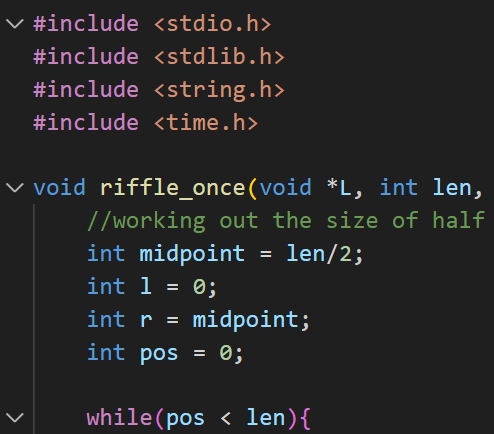 #include <stdio.h>
#include <stdlib.h>
#include <string.h>
#include <time.h>
void riffle_once(void *L, int len,
//working out the size of half
int midpoint = len/2;
int l = 0;
int r = midpoint;
int pos = 0;
while(pos < len){